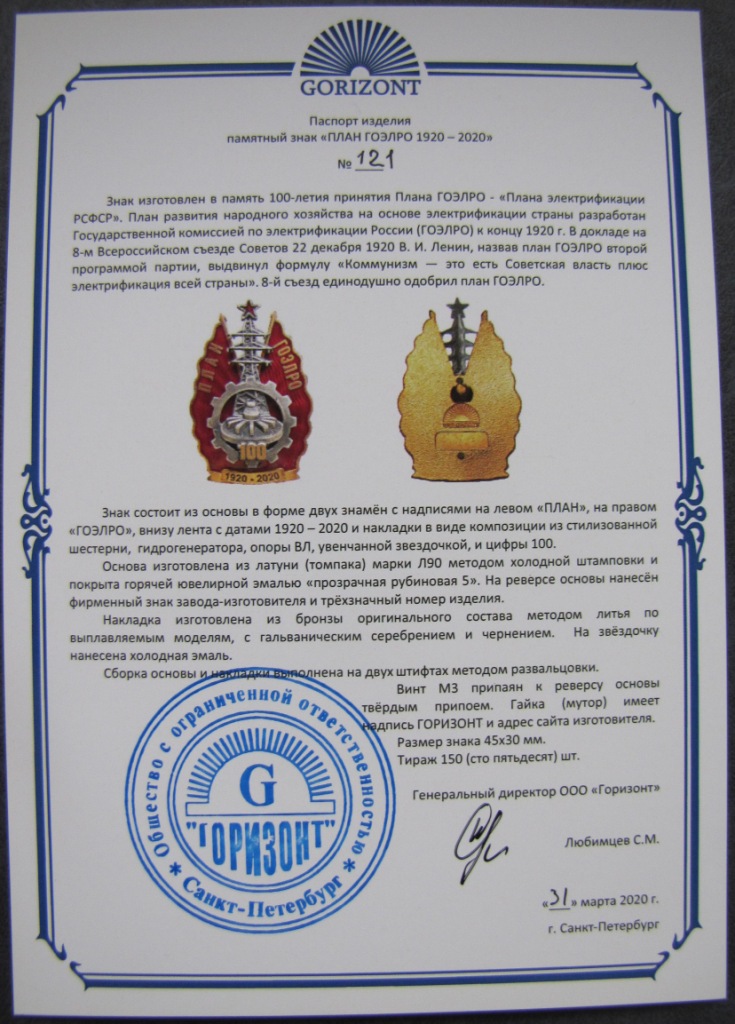 GORIZONT
Паспорт изделия
памятный знак «ПЛАН ГОЭЛРО 1920 – 2020»
№ 121
Знак изготовлен в память 100-летия принятия Плана ГОЭЛРО - «Плана электрификации
РСФСР». План развития народного хозяйства на основе электрификации страны разработан
Государственной комиссией по электрификации России (ГОЭЛРО) к концу 1920 г. В докладе на
8-м Всероссийском съезде Советов 22 декабря 1920 В. И. Ленин, назвав план ГОЭЛРО второй
программой партии, выдвинул формулу «Коммунизм — это есть Советская власть плюс
электрификация всей страны». 8-й съезд единодушно одобрил план ГОЭЛРО.
ПЛАН
ГОЭЛРО
100
1920 - 2020
Знак состоит из основы в форме двух знамён с надписями на левом «ПЛАН», на правом
«ГОЭЛРО», внизу лента с датами 1920 – 2020 и накладки в виде композиции из стилизованной
шестерни, гидрогенератора, опоры ВЛ, увенчанной звездочкой, и цифры 100.
Основа изготовлена из латуни (томпака) марки Л90 методом холодной штамповки и
покрыта горячей ювелирной эмалью «прозрачная рубиновая 5». На реверсе основы нанесён
фирменный знак завода-изготовителя и трёхзначный номер изделия.
Накладка изготовлена из бронзы оригинального состава методом литья по
выплавляемым моделям, с гальваническим серебрением и чернением. На звёздочку
нанесена холодная эмаль.
Сборка основы и накладки выполнена на двух штифтах методом развальцовки.
Винт М3 припаян к реверсу основы
твёрдым припоем. Гайка (мутор) имеет
надпись ГОРИЗОНТ и адрес сайта изготовителя.
Размер знака 45х30 мм.
Тираж 150 (сто пятьдесят) шт.
Общество с ограниченной ответственностью
G
"ГОРИЗОНТ"
* Санкт-Петербург *
Генеральный директор ООО «Горизонт»
Любимцев С.М.
«31» марта 2020 г.
г. Санкт-Петербург